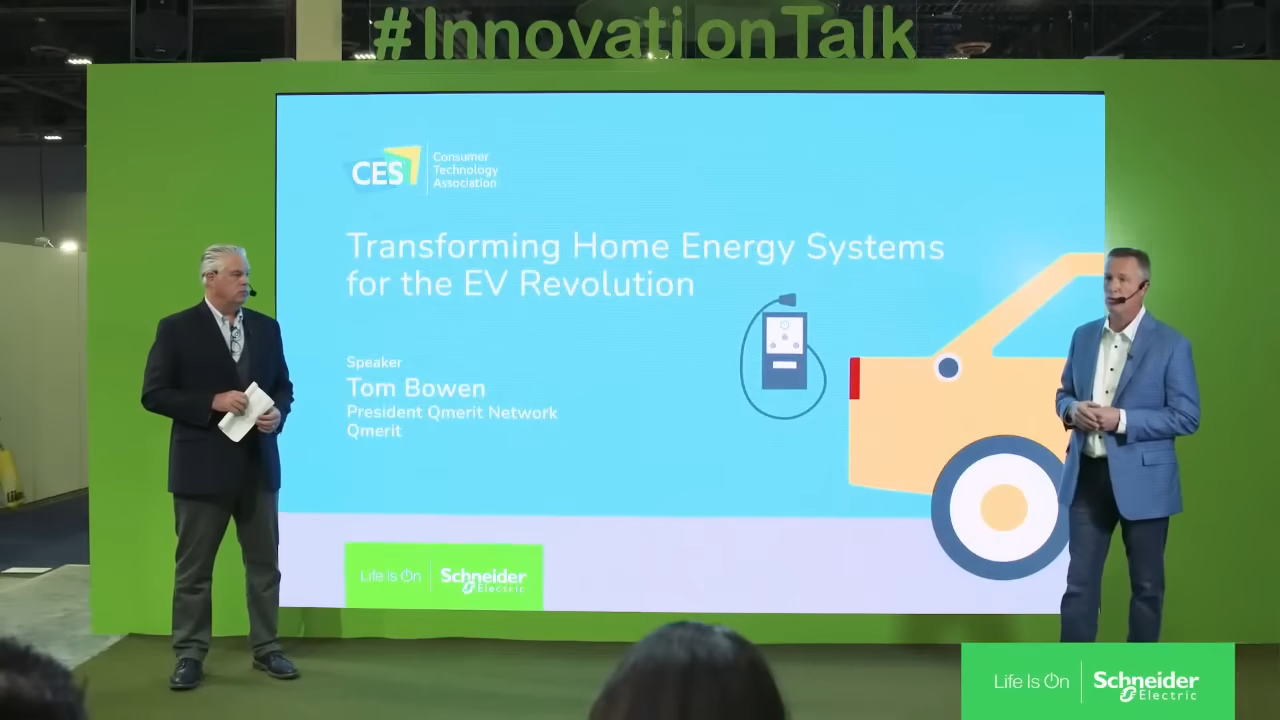 #InnovationTalk
CES
Consumer
Technology
Association
Transforming Home Energy Systems
for the EV Revolution
Speaker
Tom Bowen
President Qmerit Network
Qmerit
Life Is On
Schneider
Electric
Life Is On
Schneider
Electric